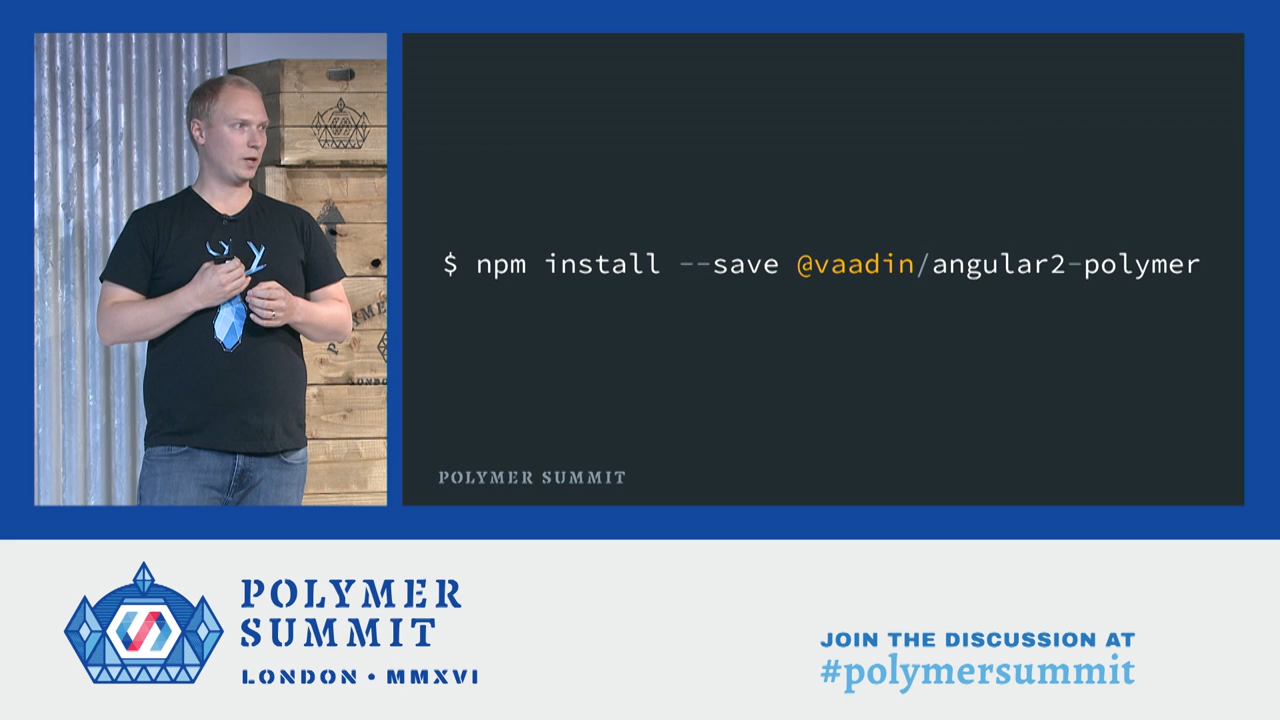 $ npm install --save @vaadin/angular2-polymer
POLYMER SUMMIT
POLYMER
SUMMIT
LONDON • MMXVI
JOIN THE DISCUSSION AT
#polymersummit